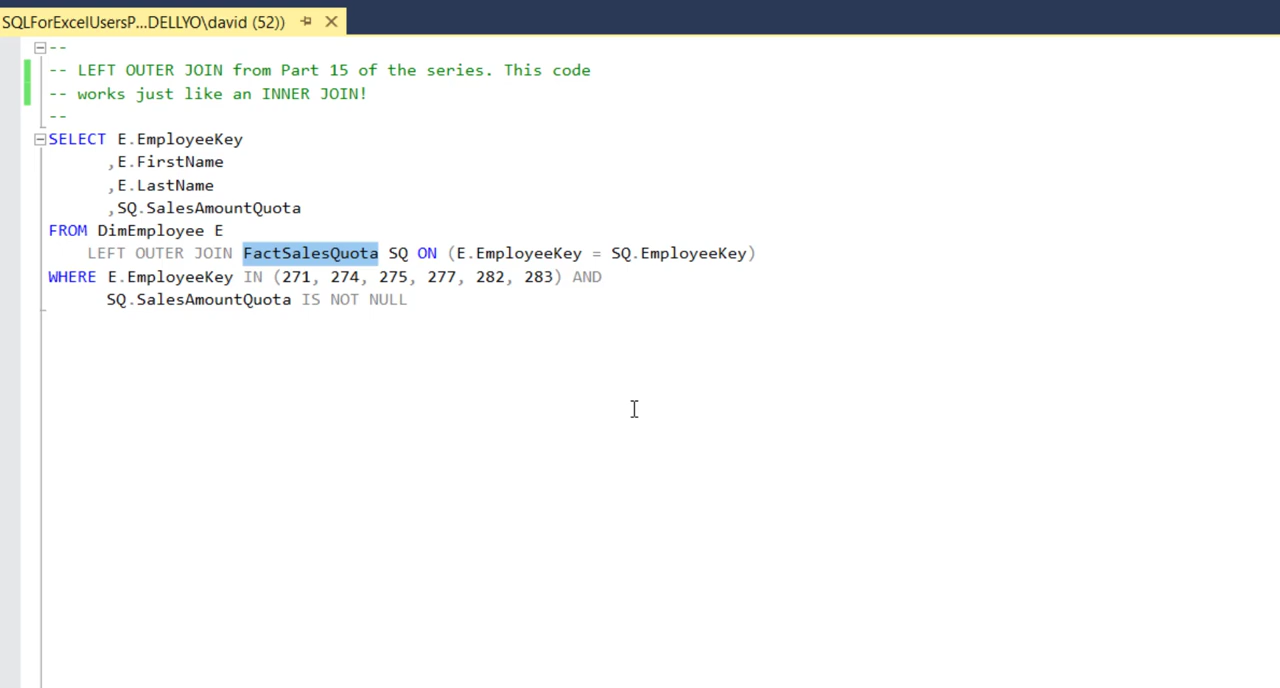 SQLForExcelUsersP...DELLYO\david (52))
--
-- LEFT OUTER JOIN from Part 15 of the series. This code
-- works just like an INNER JOIN!
--
SELECT E.EmployeeKey
,E.FirstName
,E.LastName
,SQ.SalesAmountQuota
FROM DimEmployee E
LEFT OUTER JOIN FactSalesQuota SQ ON (E.EmployeeKey = SQ.EmployeeKey)
WHERE E.EmployeeKey IN (271, 274, 275, 277, 282, 283) AND
SQ.SalesAmountQuota IS NOT NULL